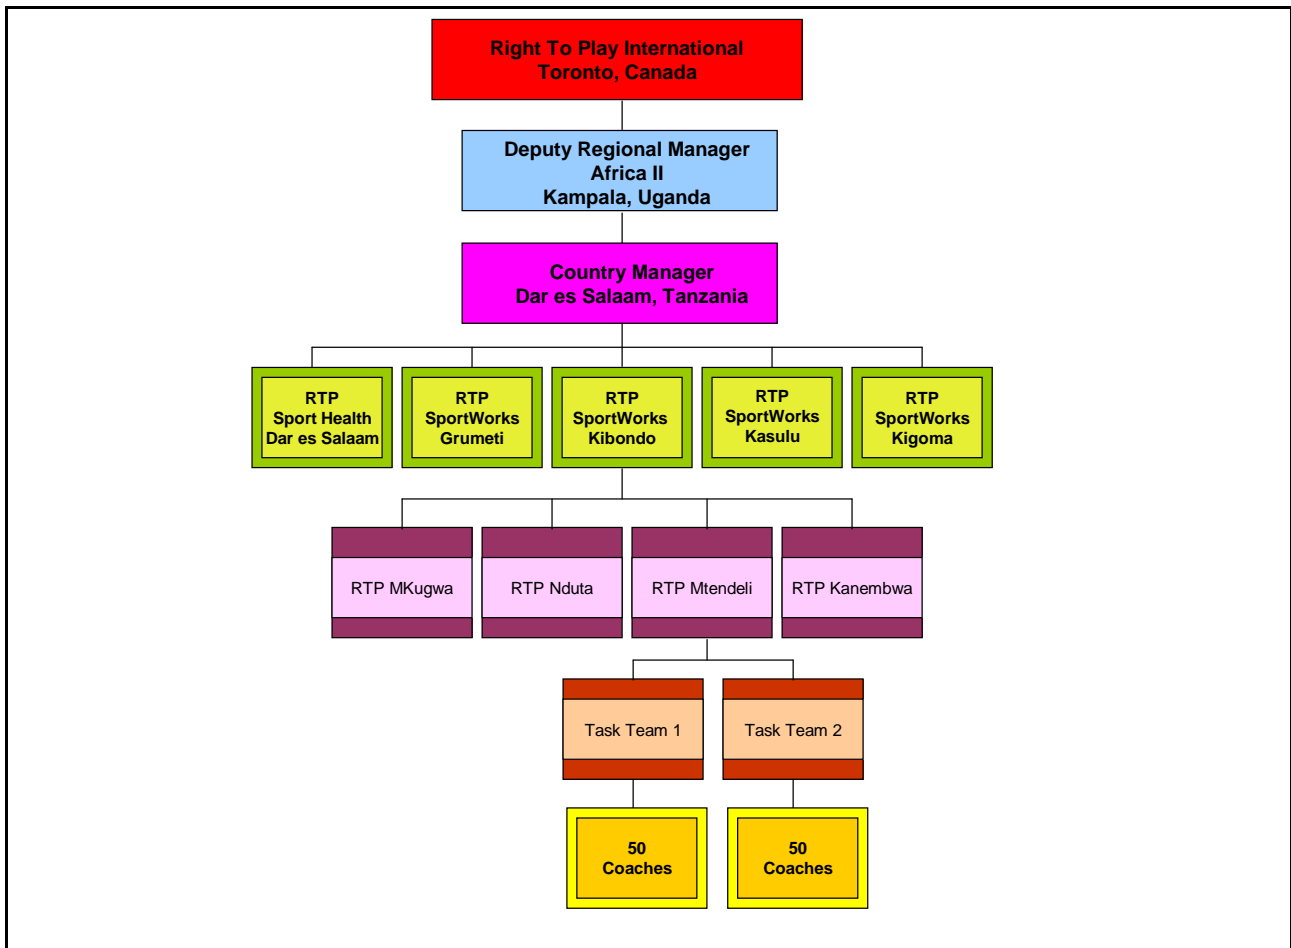 Right To Play International
Toronto, Canada
Deputy Regional Manager
Africa II
Kampala, Uganda
Country Manager
Dar es Salaam, Tanzania
RTP
Sport Health
Dar es Salaam
RTP
SportWorks
Grumeti
RTP
SportWorks
Kibondo
RTP
SportWorks
Kasulu
RTP
SportWorks
Kigoma
RTP MKugwa
RTP Nduta
RTP Mtendeli
RTP Kanembwa
Task Team 1
Task Team 2
50
Coaches
50
Coaches